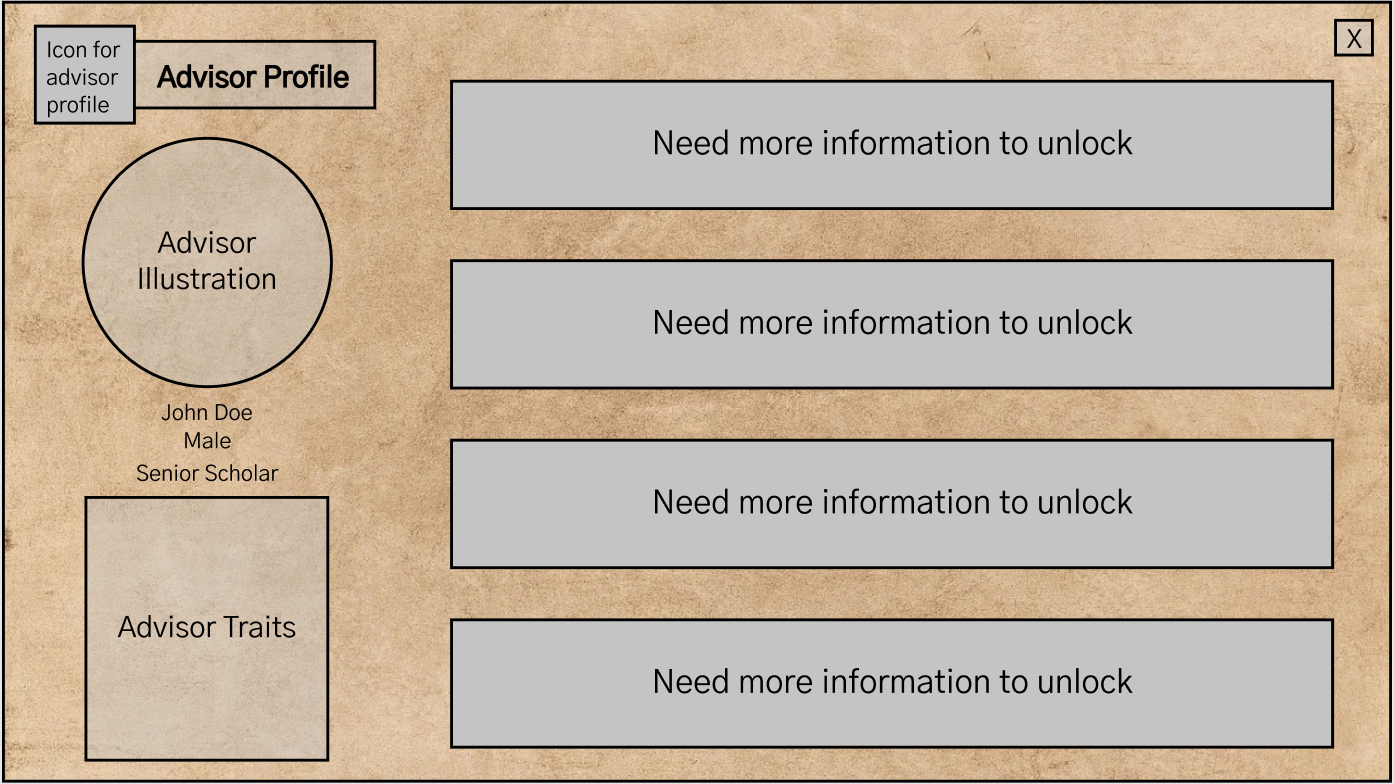 Icon for
advisor
profile
Advisor Profile
X
Advisor
Illustration
John Doe
Male
Senior Scholar
Advisor Traits
Need more information to unlock
Need more information to unlock
Need more information to unlock
Need more information to unlock